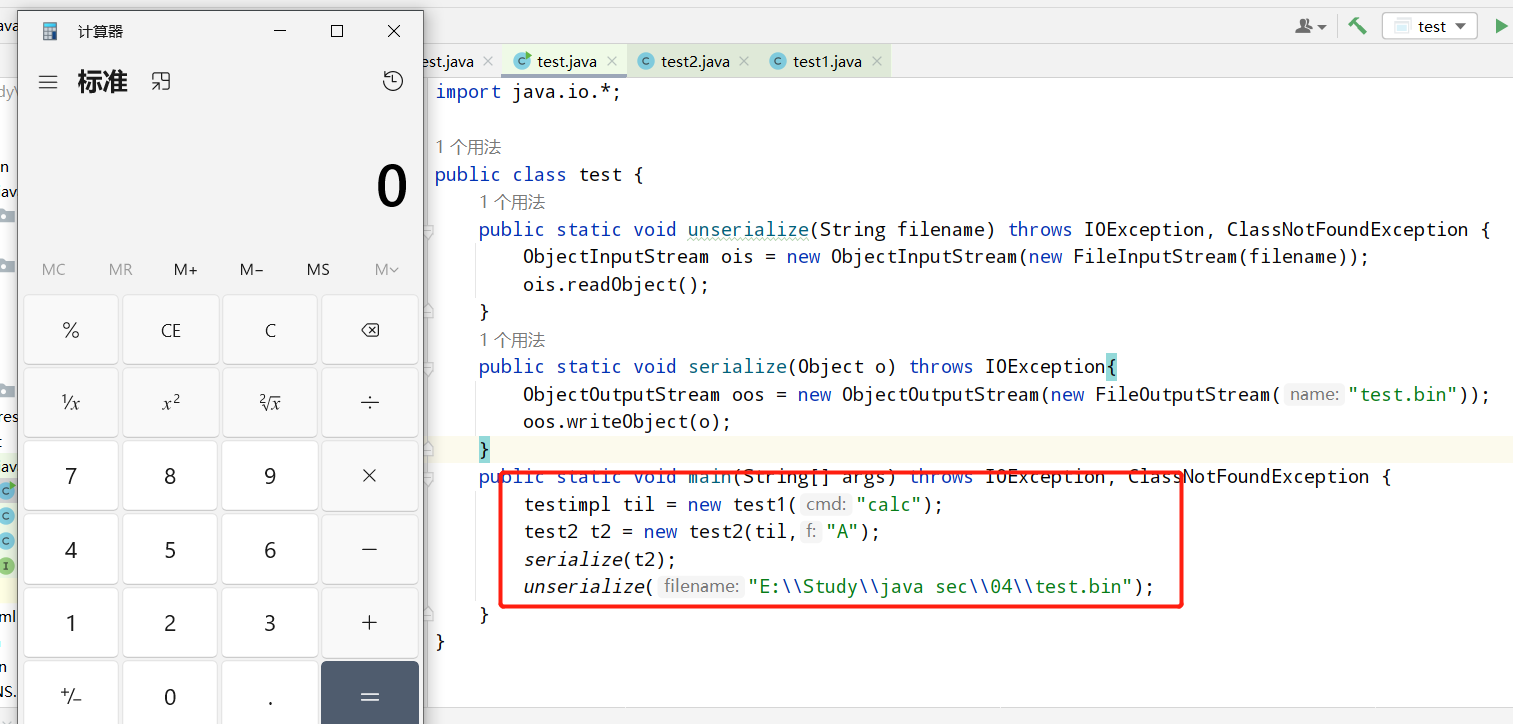 计算器
标准
0
MC MR M+ M− MS M
% CE C
⅟x x² ²√x ÷
7 8 9 ×
4 5 6 −
1 2 3 +
+/− 0 . =
test
est.java test.java test2.java test1.java
import java.io.*;
1 个用法
public class test {
1 个用法
public static void unserialize(String filename) throws IOException, ClassNotFoundException {
ObjectInputStream ois = new ObjectInputStream(new FileInputStream(filename));
ois.readObject();
}
1 个用法
public static void serialize(Object o) throws IOException{
ObjectOutputStream oos = new ObjectOutputStream(new FileOutputStream( name: "test.bin"));
oos.writeObject(o);
}
public static void main(String[] args) throws IOException, ClassNotFoundException {
testimpl til = new test1( cmd: "calc");
test2 t2 = new test2(til, f: "A");
serialize(t2);
unserialize( filename: "E:\\Study\\java sec\\04\\test.bin");
}
}